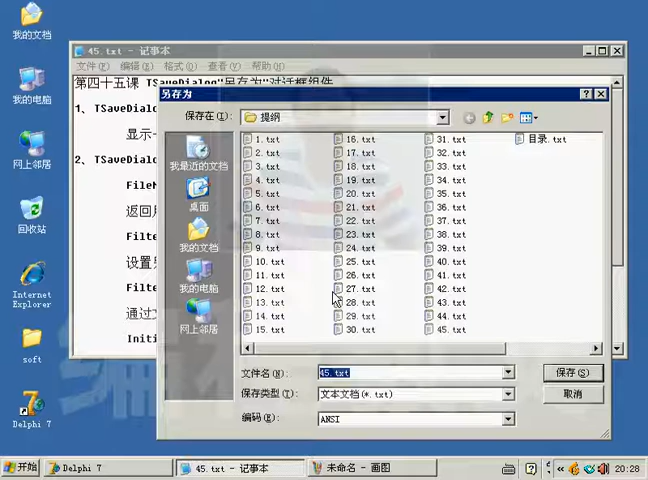 我的文档
我的电脑
网上邻居
回收站
Internet
Explorer
soft
Delphi 7
45.txt - 记事本
文件(F) 编辑(E) 格式(O) 查看(V) 帮助(H)
第四十五课 TSaveDialog"另存为"对话框组件
1、TSaveDialo
显示一
2、TSaveDialo
FileN
返回月
Filte
设置
Filte
通过文
Initi
另存为
保存在(I):
提纲
我最近的文档
桌面
我的文档
我的电脑
网上邻居
1.txt 16.txt 31.txt 目录.txt
2.txt 17.txt 32.txt
3.txt 18.txt 33.txt
4.txt 19.txt 34.txt
5.txt 20.txt 35.txt
6.txt 21.txt 36.txt
7.txt 22.txt 37.txt
8.txt 23.txt 38.txt
9.txt 24.txt 39.txt
10.txt 25.txt 40.txt
11.txt 26.txt 41.txt
12.txt 27.txt 42.txt
13.txt 28.txt 43.txt
14.txt 29.txt 44.txt
15.txt 30.txt 45.txt
文件名(N): 45.txt 保存(S)
保存类型(T): 文本文档(*.txt) 取消
编码(E): ANSI
开始 Delphi 7 45.txt - 记事本 未命名 - 画图 20:28